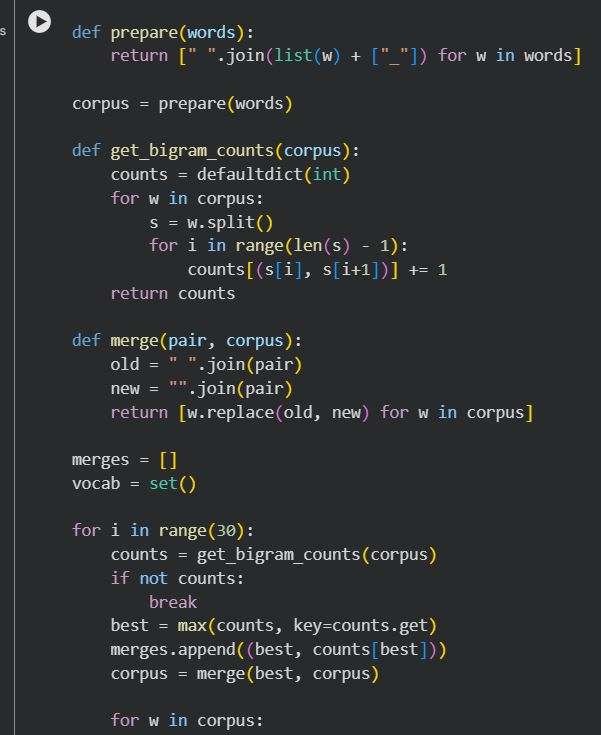 s
def prepare(words):
    return [" ".join(list(w) + ["_"]) for w in words]

corpus = prepare(words)

def get_bigram_counts(corpus):
    counts = defaultdict(int)
    for w in corpus:
        s = w.split()
        for i in range(len(s) - 1):
            counts[(s[i], s[i+1])] += 1
    return counts

def merge(pair, corpus):
    old = " ".join(pair)
    new = "".join(pair)
    return [w.replace(old, new) for w in corpus]

merges = []
vocab = set()

for i in range(30):
    counts = get_bigram_counts(corpus)
    if not counts:
        break
    best = max(counts, key=counts.get)
    merges.append((best, counts[best]))
    corpus = merge(best, corpus)

    for w in corpus: